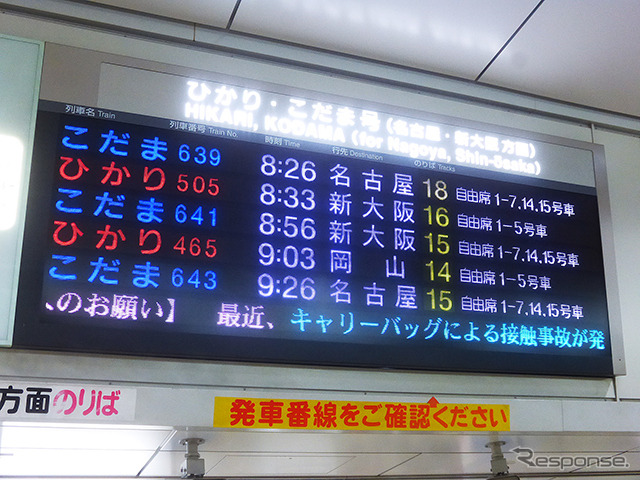 ひかり・こだま号(名古屋・新大阪 方面)
HIKARI, KODAMA (for Nagoya, Shin-ōsaka)
列車名 Train 列車番号 Train No. 時刻 Time 行先 Destination のりば Tracks
こだま 639 8:26 名古屋 18 自由席 1-7,14,15号車
ひかり 505 8:33 新大阪 16 自由席 1-5号車
こだま 641 8:56 新大阪 15 自由席 1-7,14,15号車
ひかり 465 9:03 岡山 14 自由席 1-5号車
こだま 643 9:26 名古屋 15 自由席 1-7,14,15号車
、のお願い】 最近、キャリーバッグによる接触事故が発
方面のりば
発車番線をご確認ください
Response.